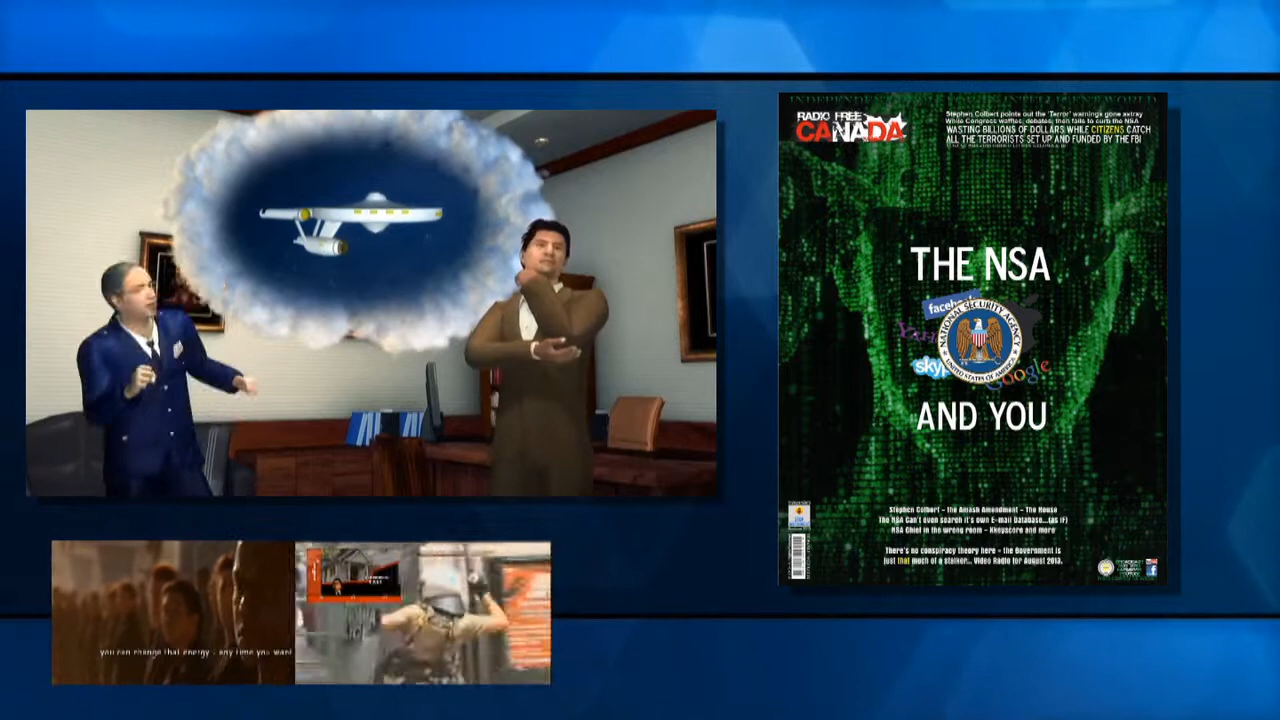 INDEPENDENT
WORLD
RADIO FREE
CANADA
Stephen Colbert points out the 'Terror' warnings gone astray
While Congress waffles, debates, then fails to curb the NSA
WASTING BILLIONS OF DOLLARS WHILE CITIZENS CATCH
ALL THE TERRORISTS SET UP AND FUNDED BY THE FBI
THE NSA
facebook
NATIONAL SECURITY AGENCY
UNITED STATES OF AMERICA
AND YOU
Stephen Colbert - the Amash Amendment - The House
The NSA Can't even search it's own E-mail Database...(as if)
NSA Chief in the wrong room - Xkeyscore and more
There's no conspiracy theory here - the Government is
just that much of a stalker... Video Radio for August 2013.
you can change that energy - any time you want